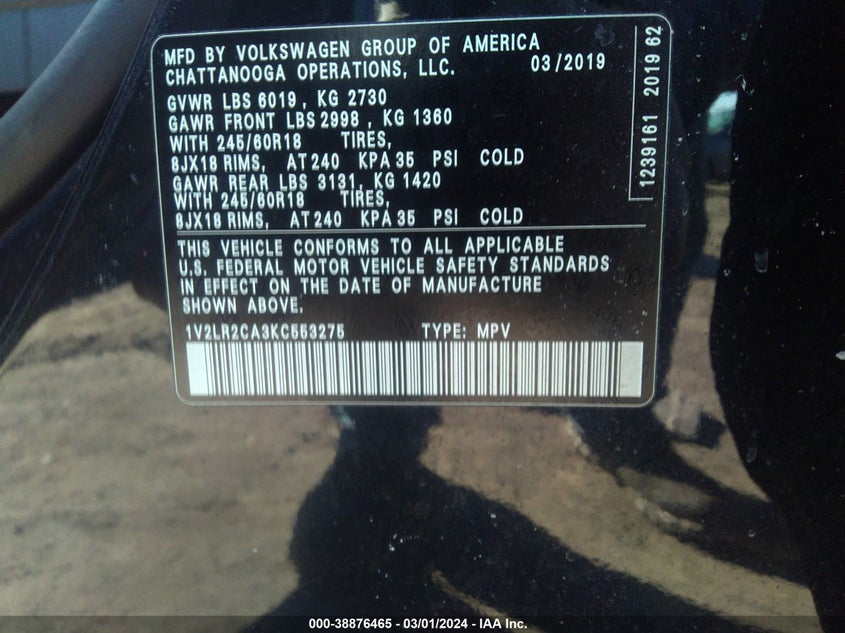 MFD BY VOLKSWAGEN GROUP OF AMERICA
CHATTANOOGA OPERATIONS, LLC. 03/2019
GVWR LBS 6019, KG 2730
GAWR FRONT LBS 2998, KG 1360
WITH 245/60R18 TIRES,
8JX18 RIMS, AT 240 KPA 35 PSI COLD
GAWR REAR LBS 3131, KG 1420
WITH 245/60R18 TIRES,
8JX18 RIMS, AT 240 KPA 35 PSI COLD
THIS VEHICLE CONFORMS TO ALL APPLICABLE
U.S. FEDERAL MOTOR VEHICLE SAFETY STANDARDS
IN EFFECT ON THE DATE OF MANUFACTURE
SHOWN ABOVE.
1V2LR2CA3KC553275 TYPE: MPV
1239161 2019 62
000-38876465 - 03/01/2024 - IAA Inc.